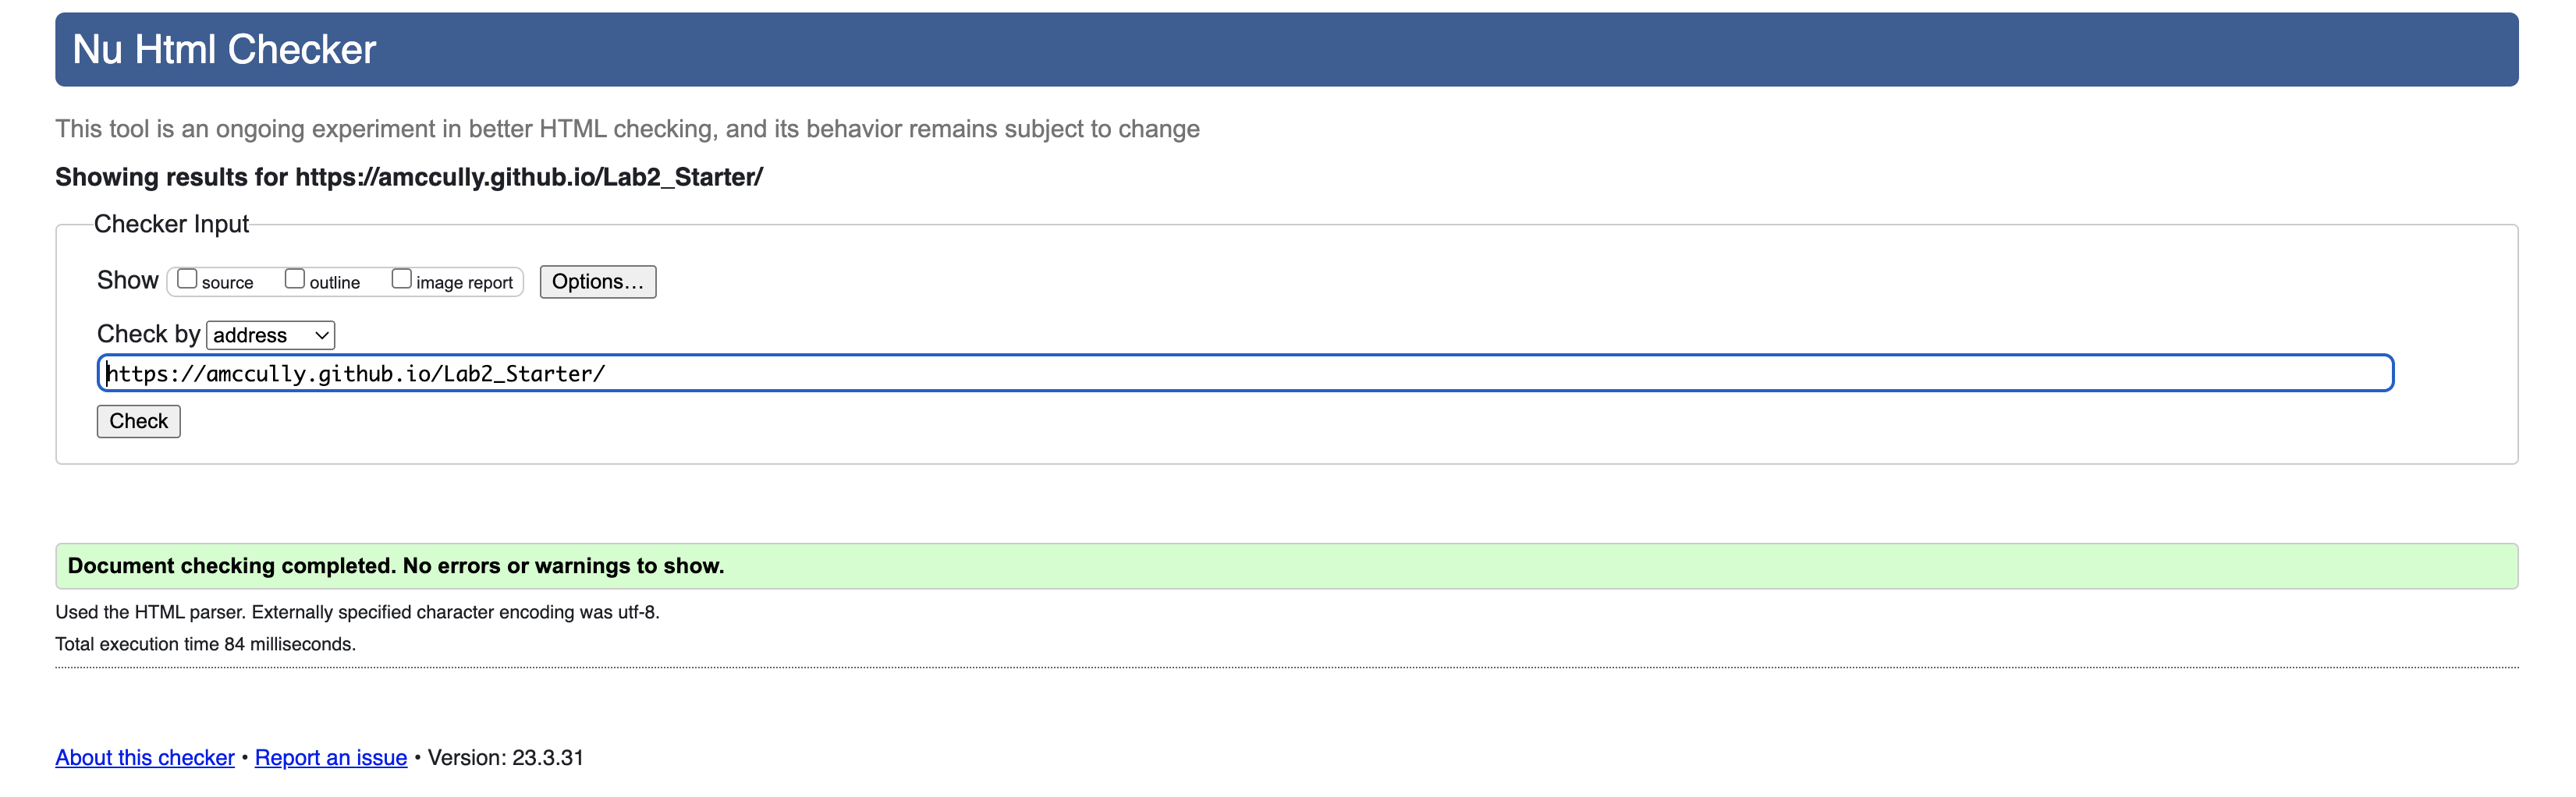 Nu Html Checker
This tool is an ongoing experiment in better HTML checking, and its behavior remains subject to change
Showing results for https://amccully.github.io/Lab2_Starter/
Checker Input
Show source outline image report Options...
Check by address
https://amccully.github.io/Lab2_Starter/
Check
Document checking completed. No errors or warnings to show.
Used the HTML parser. Externally specified character encoding was utf-8.
Total execution time 84 milliseconds.
About this checker • Report an issue • Version: 23.3.31